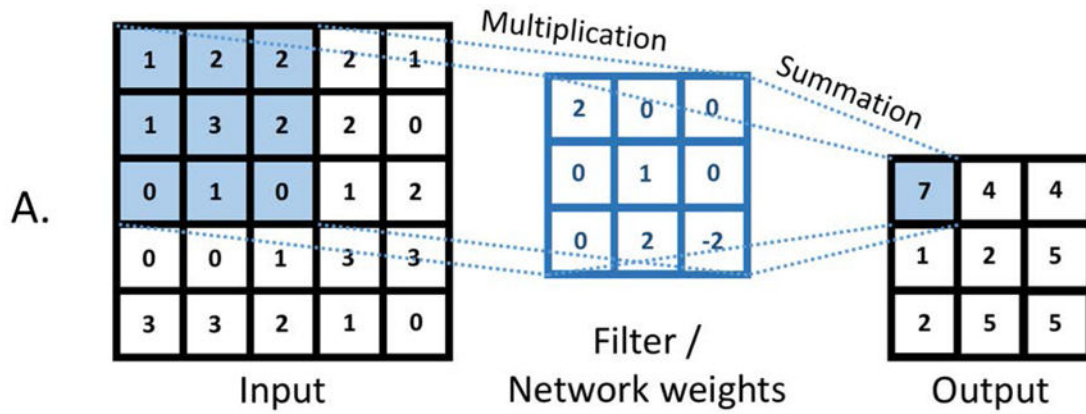 Multiplication
Summation
A.
1 2 2 2 1
1 3 2 2 0
0 1 0 1 2
0 0 1 3 3
3 3 2 1 0
2 0 0
0 1 0
0 2 -2
7 4 4
1 2 5
2 5 5
Input
Filter /
Network weights
Output